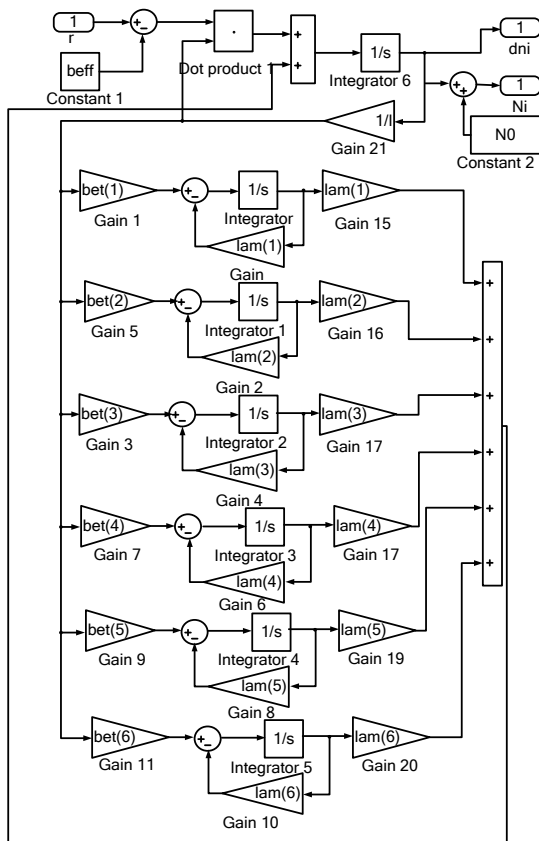 1
r
+
−
beff
Constant 1
.
Dot product 1
+
+
1/s
Integrator 6
1
dni
+
+
1
Ni
N0
Constant 2
1/l
Gain 21
bet(1)
Gain 1
+
−
1/s
Integrator
lam(1)
Gain
lam(1)
Gain 15
+
bet(2)
Gain 5
+
−
1/s
Integrator 1
lam(2)
Gain 2
lam(2)
Gain 16
+
bet(3)
Gain 3
+
−
1/s
Integrator 2
lam(3)
Gain 4
lam(3)
Gain 17
+
bet(4)
Gain 7
+
−
1/s
Integrator 3
lam(4)
Gain 6
lam(4)
Gain 17
+
bet(5)
Gain 9
+
−
1/s
Integrator 4
lam(5)
Gain 8
lam(5)
Gain 19
+
bet(6)
Gain 11
+
−
1/s
Integrator 5
lam(6)
Gain 10
lam(6)
Gain 20
+